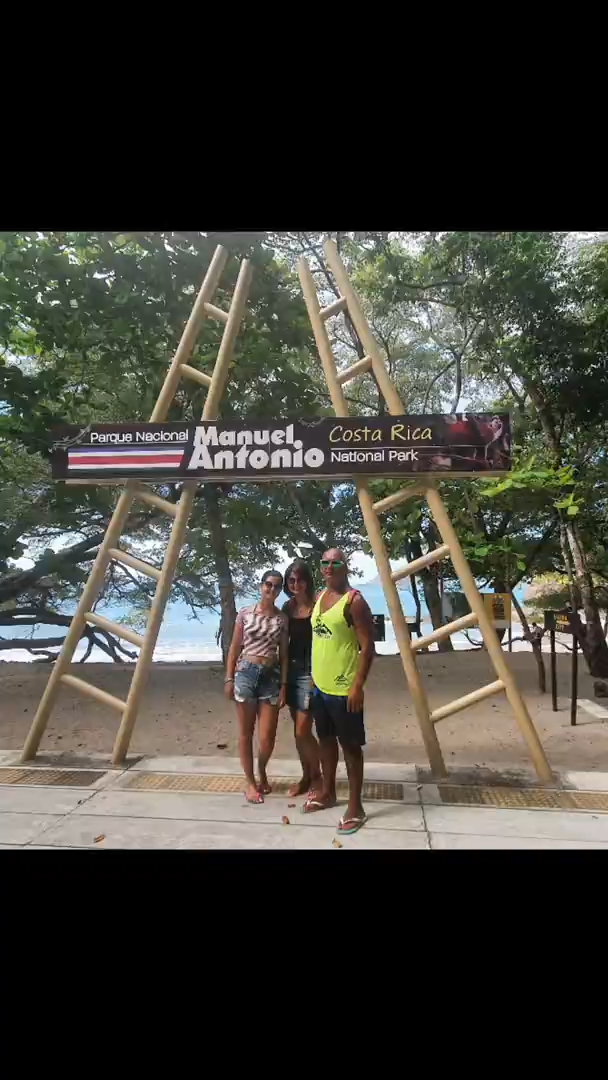 Parque Nacional
Manuel
Antonio
Costa Rica
National Park